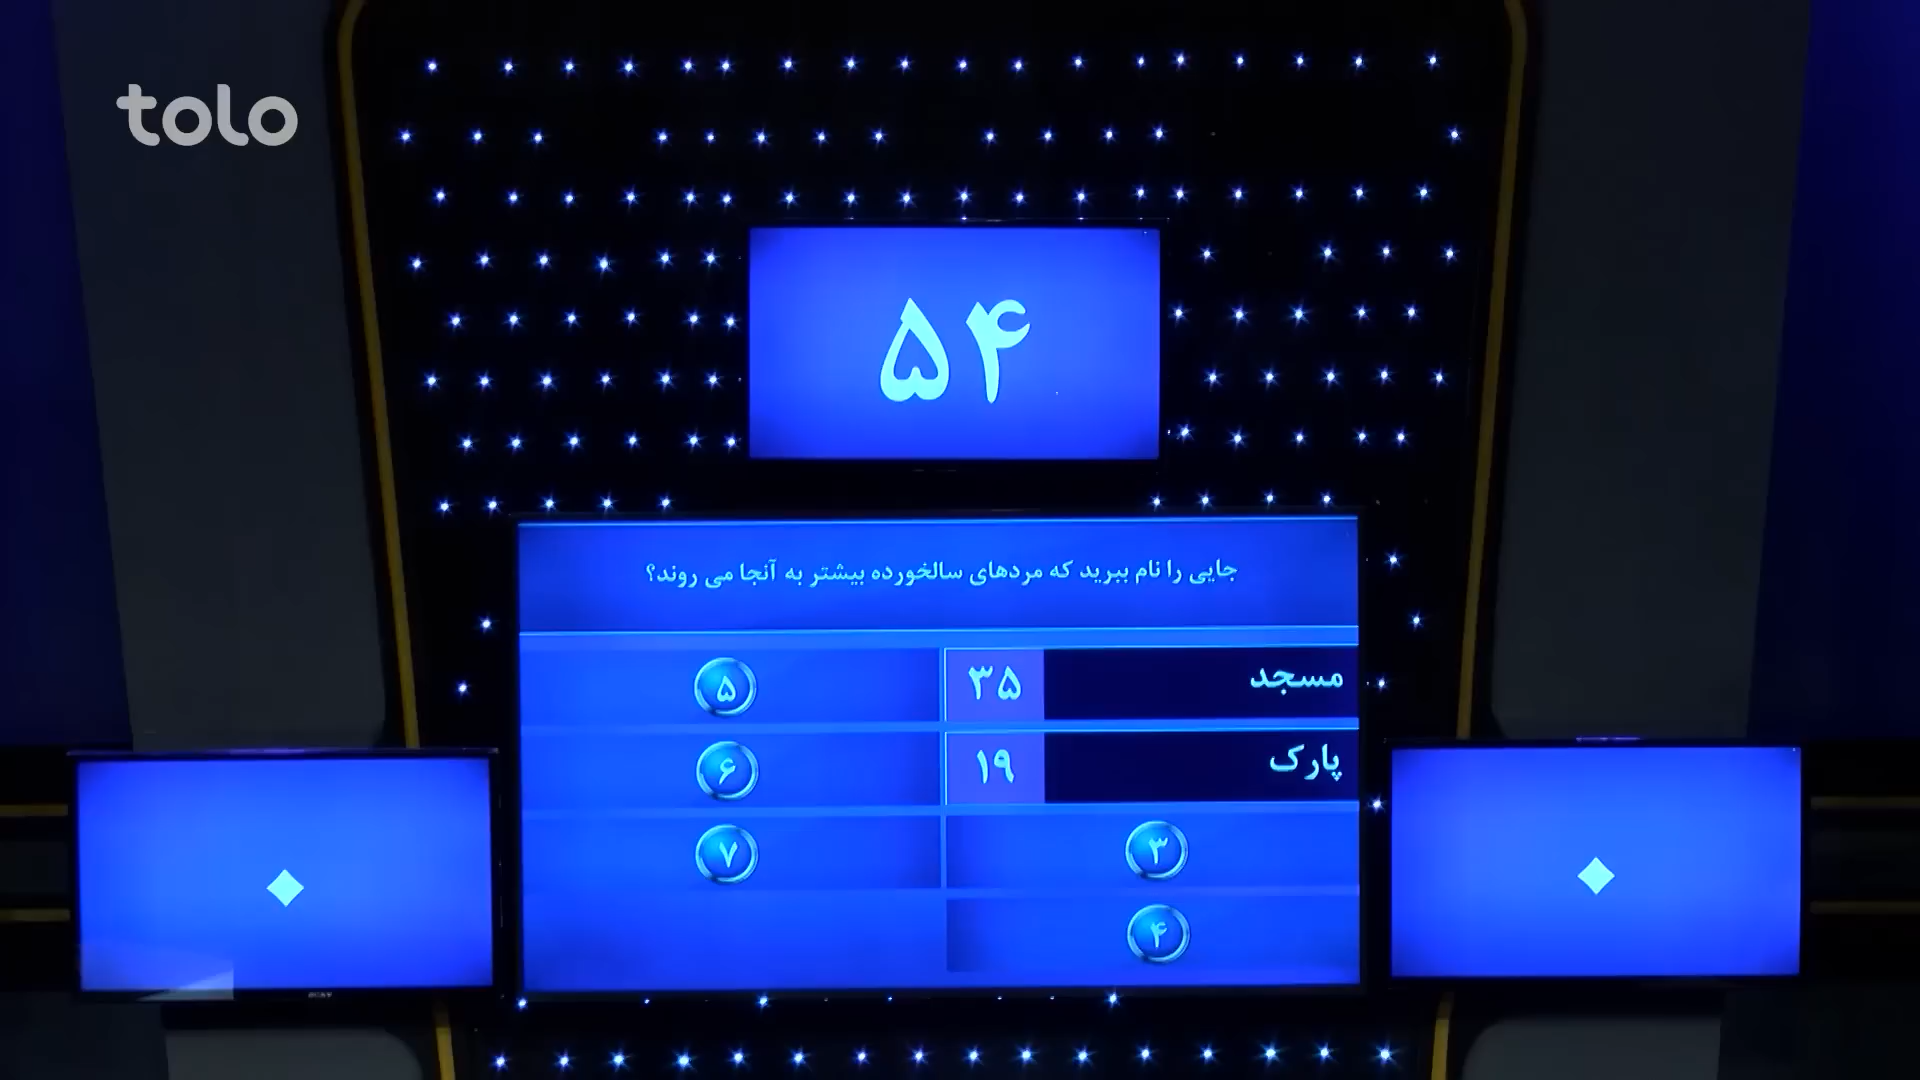 tolo
۵۴
جایی را نام ببرید که مردهای سالخورده بیشتر به آنجا می روند؟
مسجد ۳۵ ۵
پارک ۱۹ ۶
۳ ۷
۴